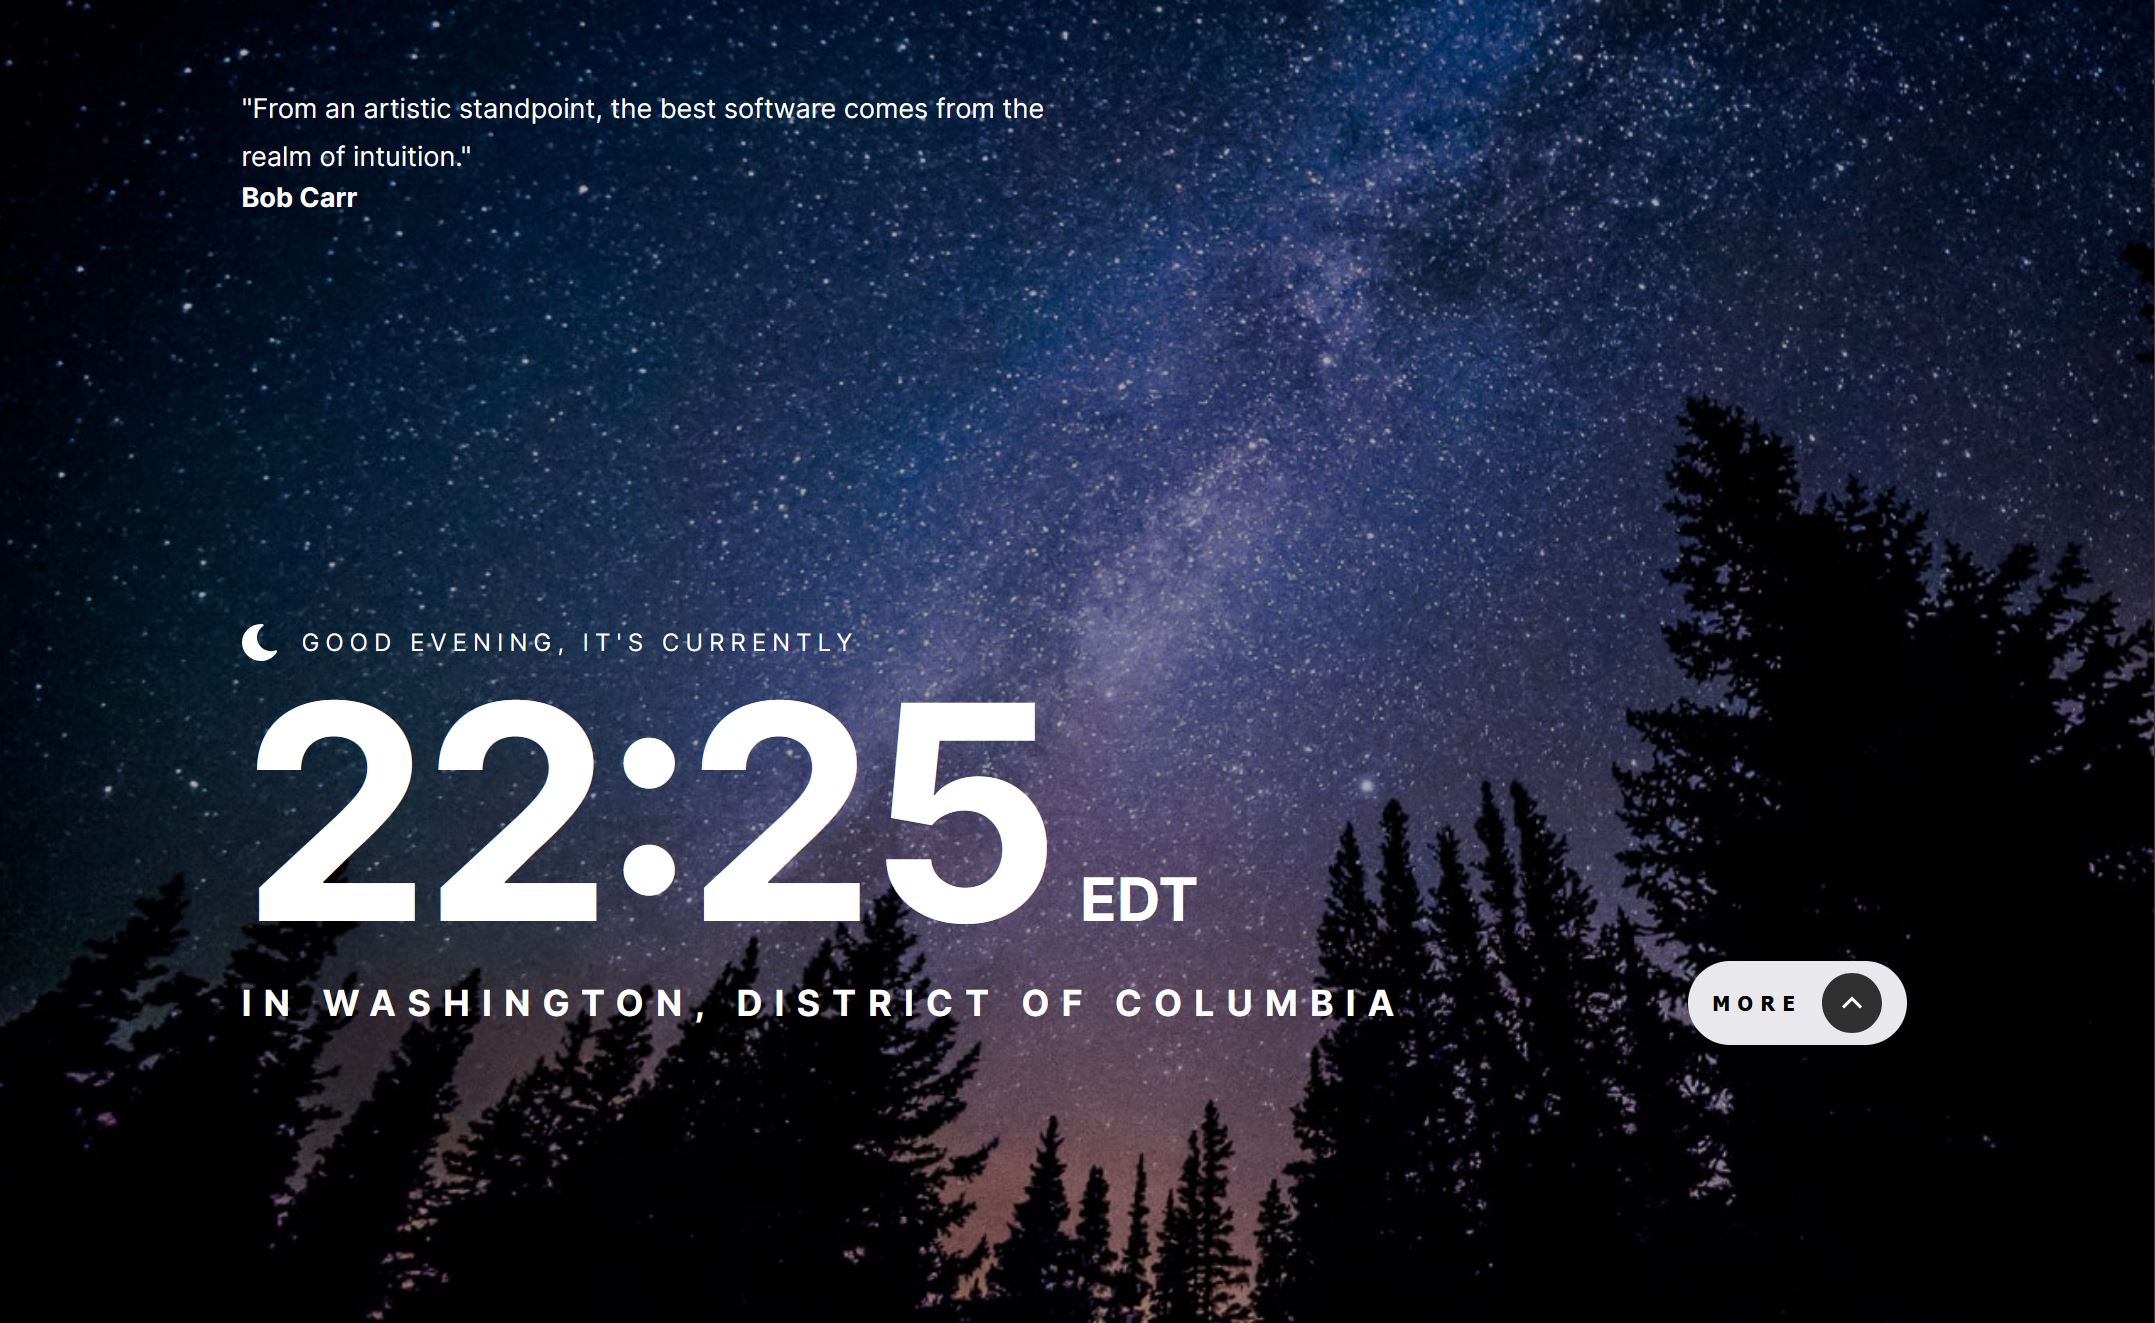 "From an artistic standpoint, the best software comes from the
realm of intuition."
Bob Carr
GOOD EVENING, IT'S CURRENTLY
22:25 EDT
IN WASHINGTON, DISTRICT OF COLUMBIA
MORE